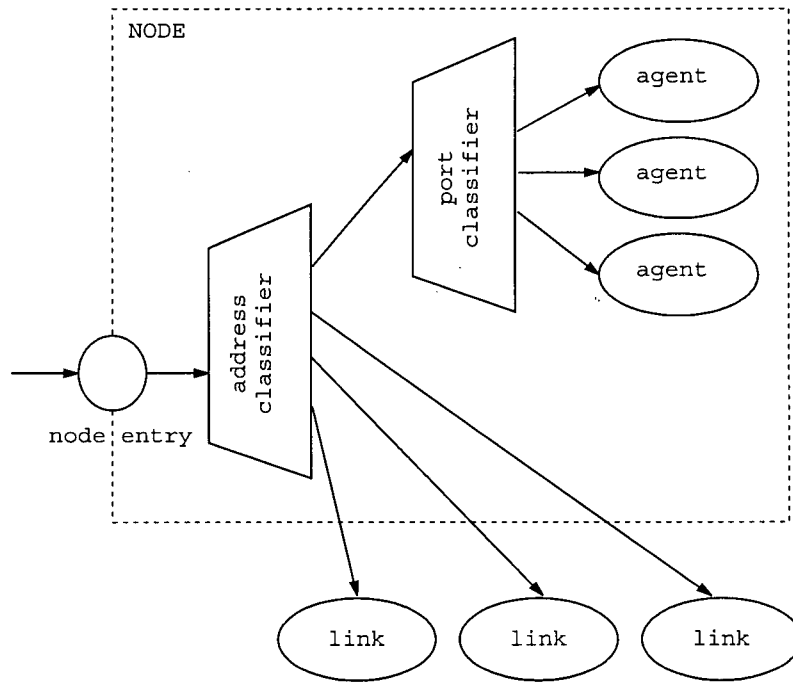 NODE
agent
agent
agent
port
classifier
address
classifier
node entry
link
link
link